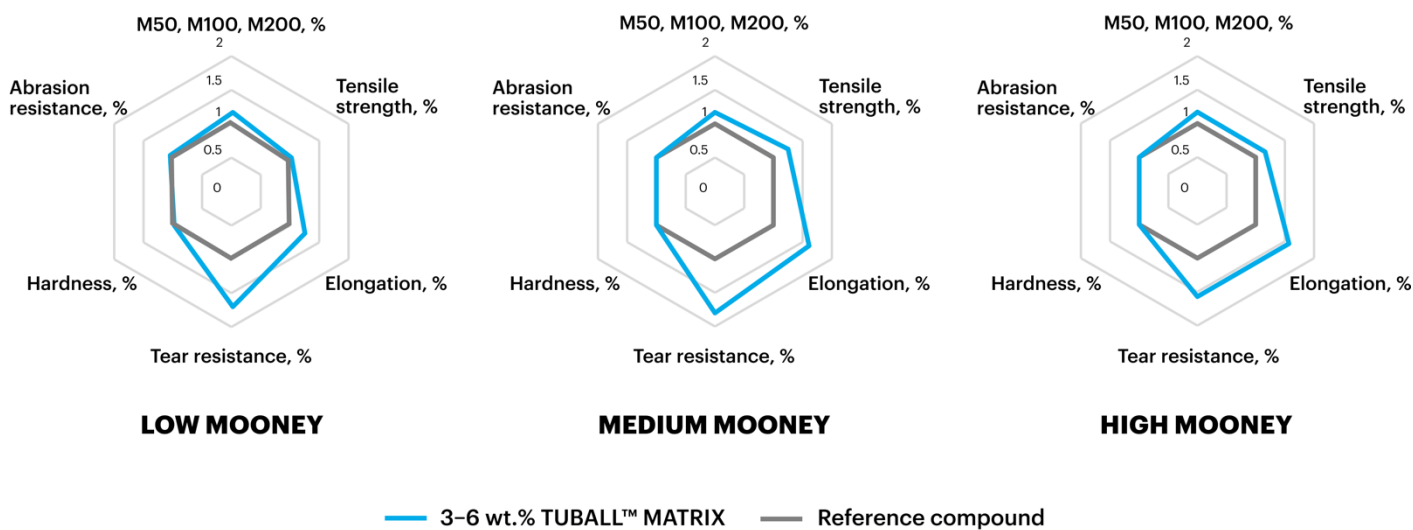 M50, M100, M200, %
2
1.5
1
0.5
0
Abrasion
resistance, %
Tensile
strength, %
Hardness, %
Elongation, %
Tear resistance, %
LOW MOONEY
M50, M100, M200, %
2
1.5
1
0.5
0
Abrasion
resistance, %
Tensile
strength, %
Hardness, %
Elongation, %
Tear resistance, %
MEDIUM MOONEY
M50, M100, M200, %
2
1.5
1
0.5
0
Abrasion
resistance, %
Tensile
strength, %
Hardness, %
Elongation, %
Tear resistance, %
HIGH MOONEY
3–6 wt.% TUBALL™ MATRIX
Reference compound